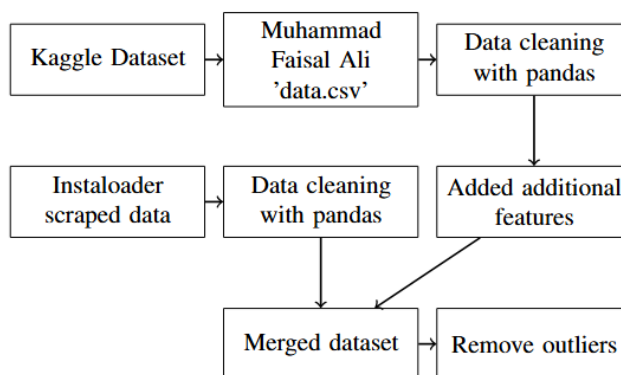 Kaggle Dataset
Muhammad
Faisal Ali
'data.csv'
Data cleaning
with pandas
Instaloader
scraped data
Data cleaning
with pandas
Added additional
features
Merged dataset
Remove outliers